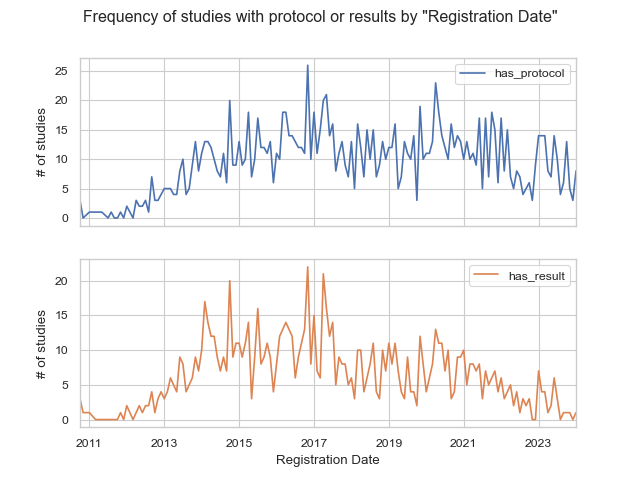 Frequency of studies with protocol or results by "Registration Date"
25
20
15
10
5
0
# of studies
has_protocol
20
15
10
5
0
# of studies
has_result
2011 2013 2015 2017 2019 2021 2023
Registration Date